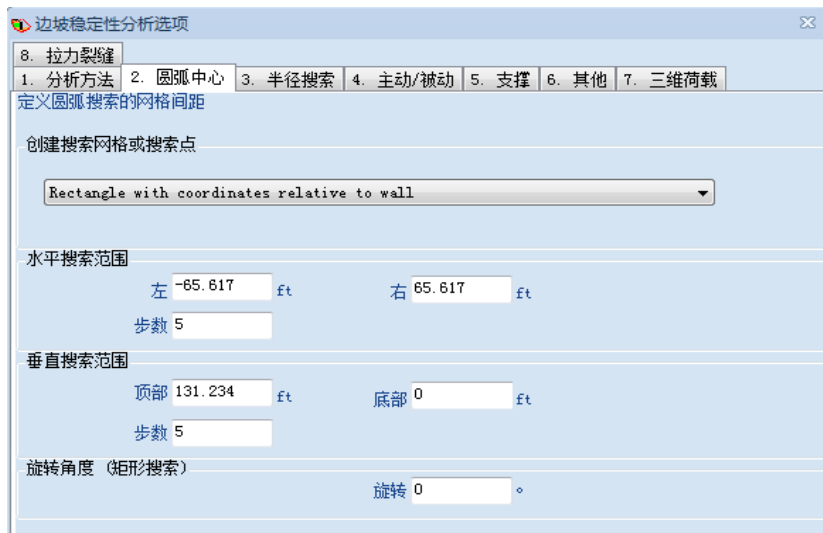 边坡稳定性分析选项
8. 拉力裂缝
1. 分析方法 2. 圆弧中心 3. 半径搜索 4. 主动/被动 5. 支撑 6. 其他 7. 三维荷载
定义圆弧搜索的网格间距
创建搜索网格或搜索点
Rectangle with coordinates relative to wall
水平搜索范围
左 -65.617 ft 右 65.617 ft
步数 5
垂直搜索范围
顶部 131.234 ft 底部 0 ft
步数 5
旋转角度 (矩形搜索)
旋转 0 °